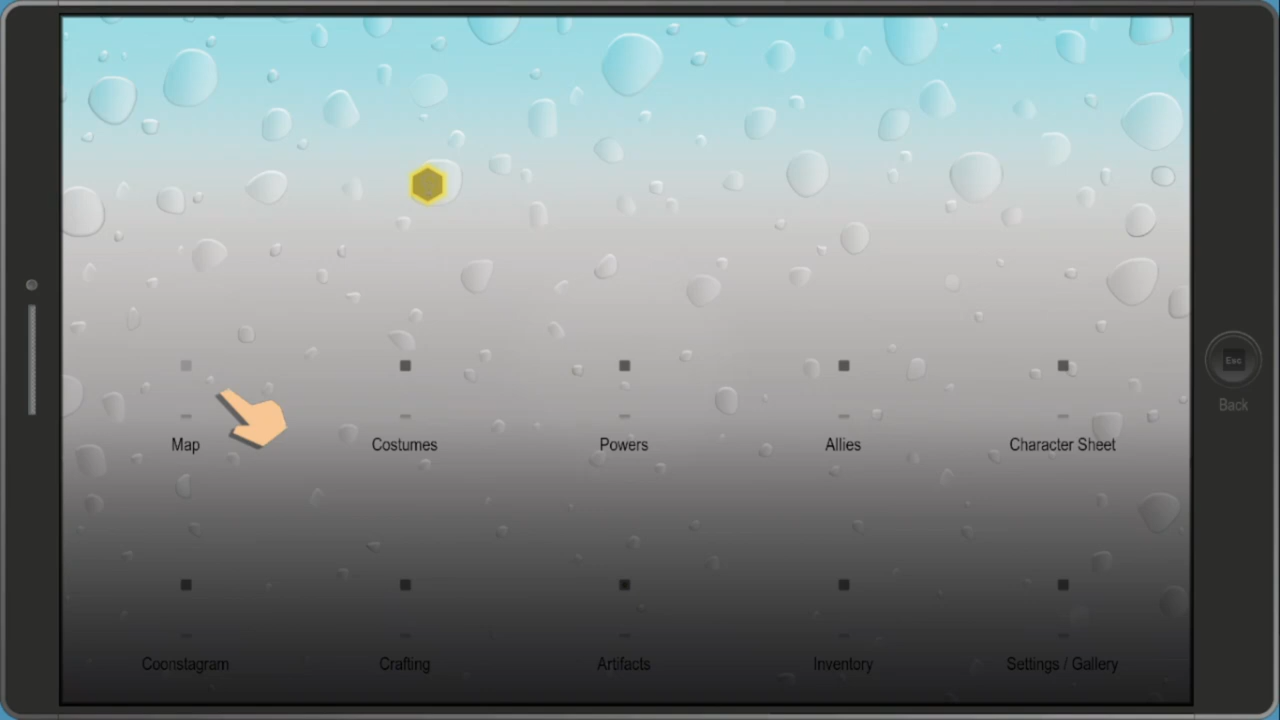 Esc
Back
Map
Costumes
Powers
Allies
Character Sheet
Coonstagram
Crafting
Artifacts
Inventory
Settings / Gallery